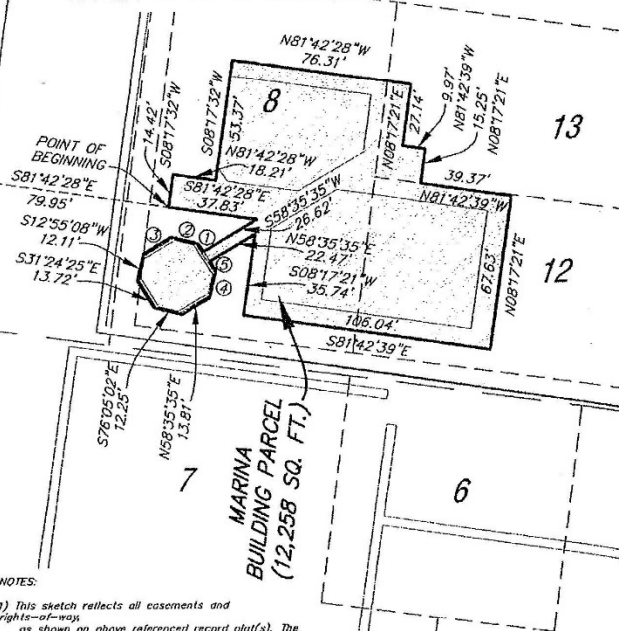 N81°42'28"W
76.31'
8
S08°17'32"W
53.37'
14.42'
S08°17'32"W
N08°17'21"E
27.14'
9.97'
N81°42'39"W
15.25'
N08°17'21"E
13
POINT OF
BEGINNING
N81°42'28"W
18.21'
39.37'
N81°42'39"W
S81°42'28"E
79.95'
S81°42'28"E
37.83'
S58°35'35"W
26.62'
S12°55'08"W
12.11'
N58°35'35"E
22.47'
S31°24'25"E
13.72'
S08°17'21"W
35.74'
3
2
1
5
4
67.63'
N08°17'21"E
12
106.04'
S81°42'39"E
S76°05'02"E
12.25'
N58°35'35"E
13.81'
7
MARINA
BUILDING PARCEL
(12,258 SQ. FT.)
6
NOTES:
1) This sketch reflects all easements and
rights-of-way,
as shown on above referenced record plat(s). The